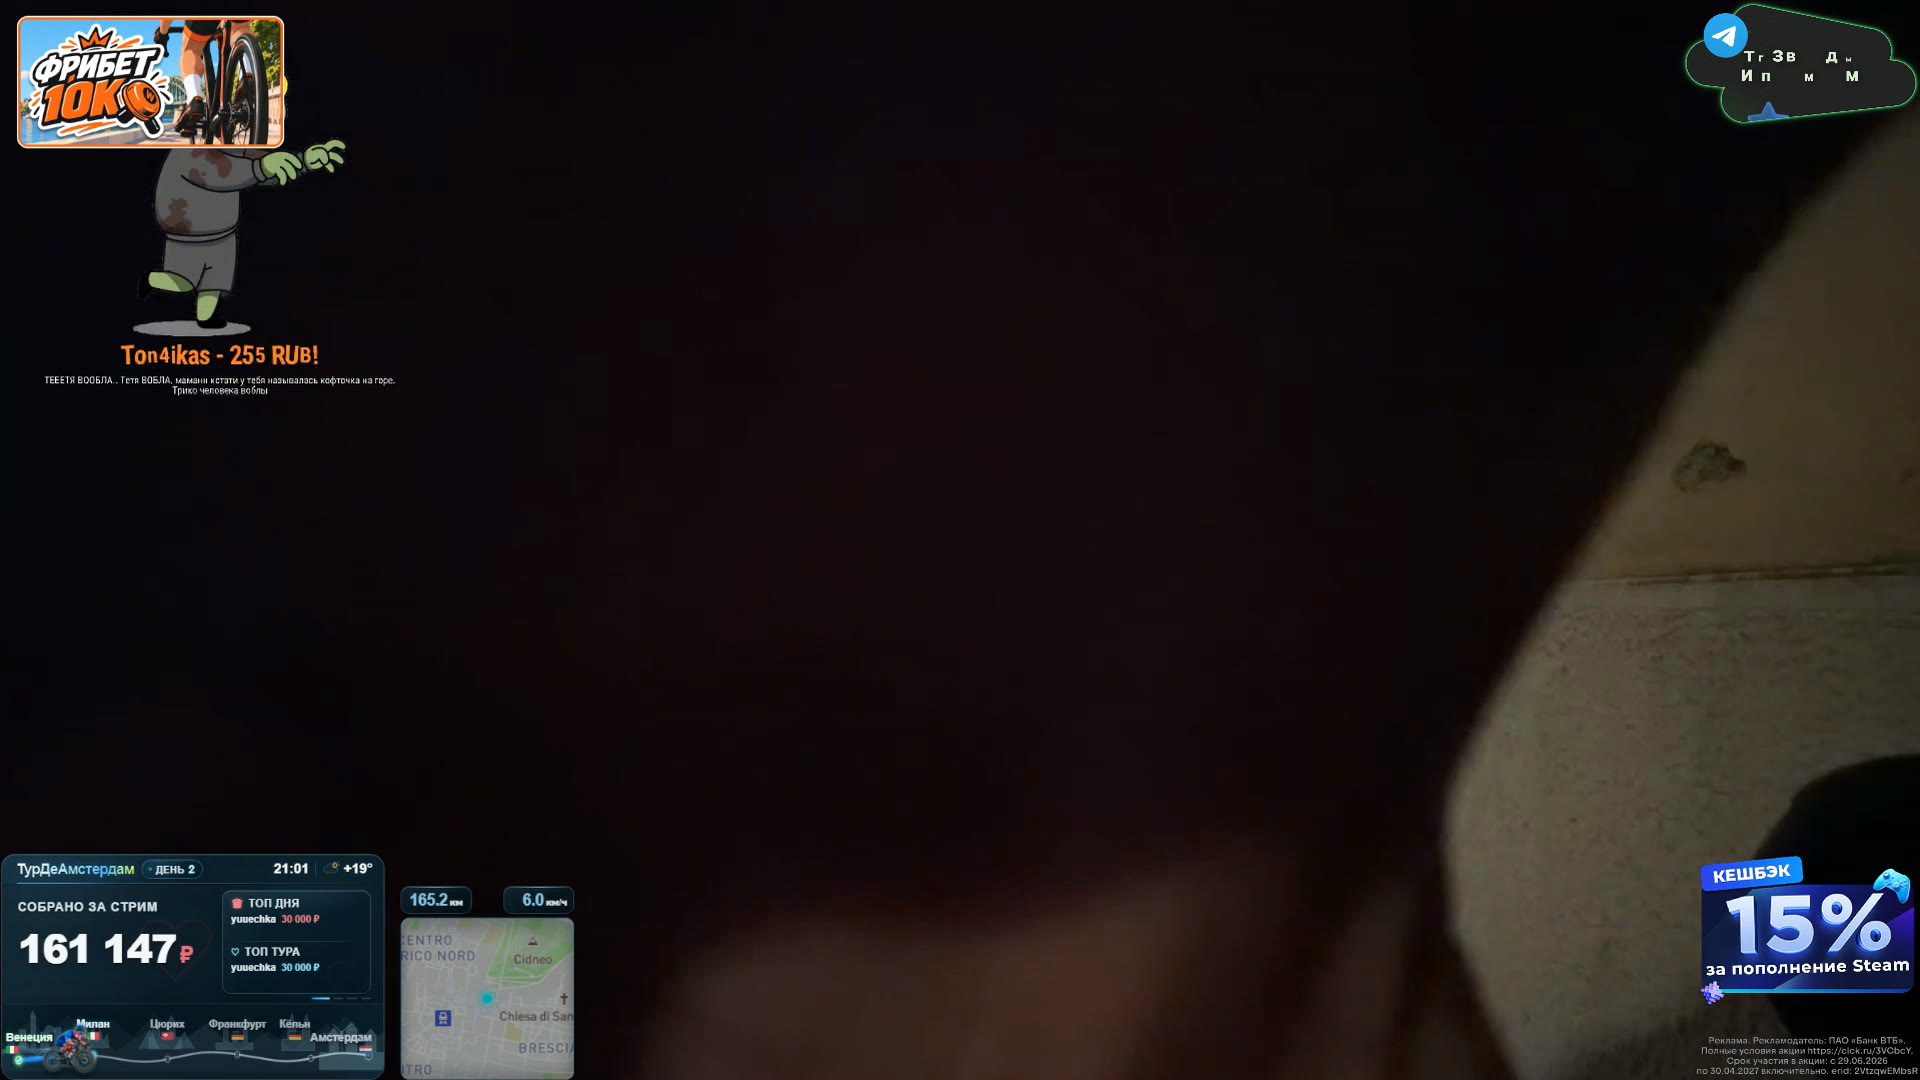 ФРИБЕТ
10K
Тг Зв Д
И п м М
Ton4ikas - 255 RUB!
ТЕЕЕТЯ ВООБЛА.. Тетя ВОБЛА, маманн кстати у тебя называлась кофточка на горе.
Трико человека воблы
ТурДеАмстердам
ДЕНЬ 2
21:01
+19°
СОБРАНО ЗА СТРИМ
161 147 ₽
ТОП ДНЯ
yuuechka 30 000 ₽
ТОП ТУРА
yuuechka 30 000 ₽
Венеция
Милан
Цюрих
Франкфурт
Кёльн
Амстердам
165.2 км
6.0 км/ч
CENTRO
RICO NORD
Cidneo
Chiesa di San
BRESCIA
TRO
КЕШБЭК
15%
за пополнение Steam
Реклама. Рекламодатель: ПАО «Банк ВТБ».
Полные условия акции https://clck.ru/3VCbcY.
Срок участия в акции: с 29.06.2026
по 30.04.2027 включительно. erid: 2VtzqwEMbsR